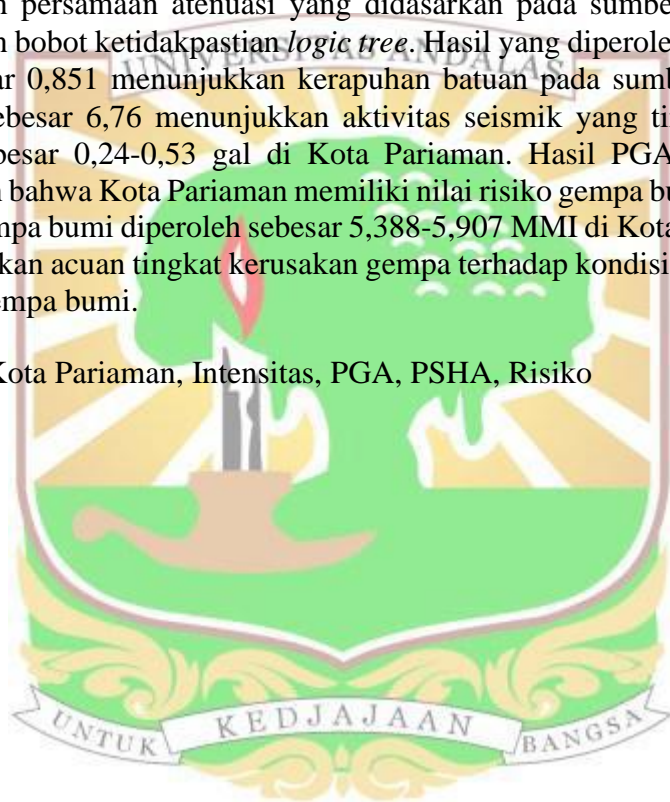 persamaan atenuasi yang didasarkan pada sumbe
bobot ketidakpastian logic tree. Hasil yang diperole
ar 0,851 menunjukkan kerapuhan batuan pada sumb
ebesar 6,76 menunjukkan aktivitas seismik yang ti
besar 0,24-0,53 gal di Kota Pariaman. Hasil PGA
n bahwa Kota Pariaman memiliki nilai risiko gempa bu
mpa bumi diperoleh sebesar 5,388-5,907 MMI di Kota
kan acuan tingkat kerusakan gempa terhadap kondisi
empa bumi.
Kota Pariaman, Intensitas, PGA, PSHA, Risiko
UNIVERSITAS ANDALAS
UNTUK KEDJAJAAN BANGSA